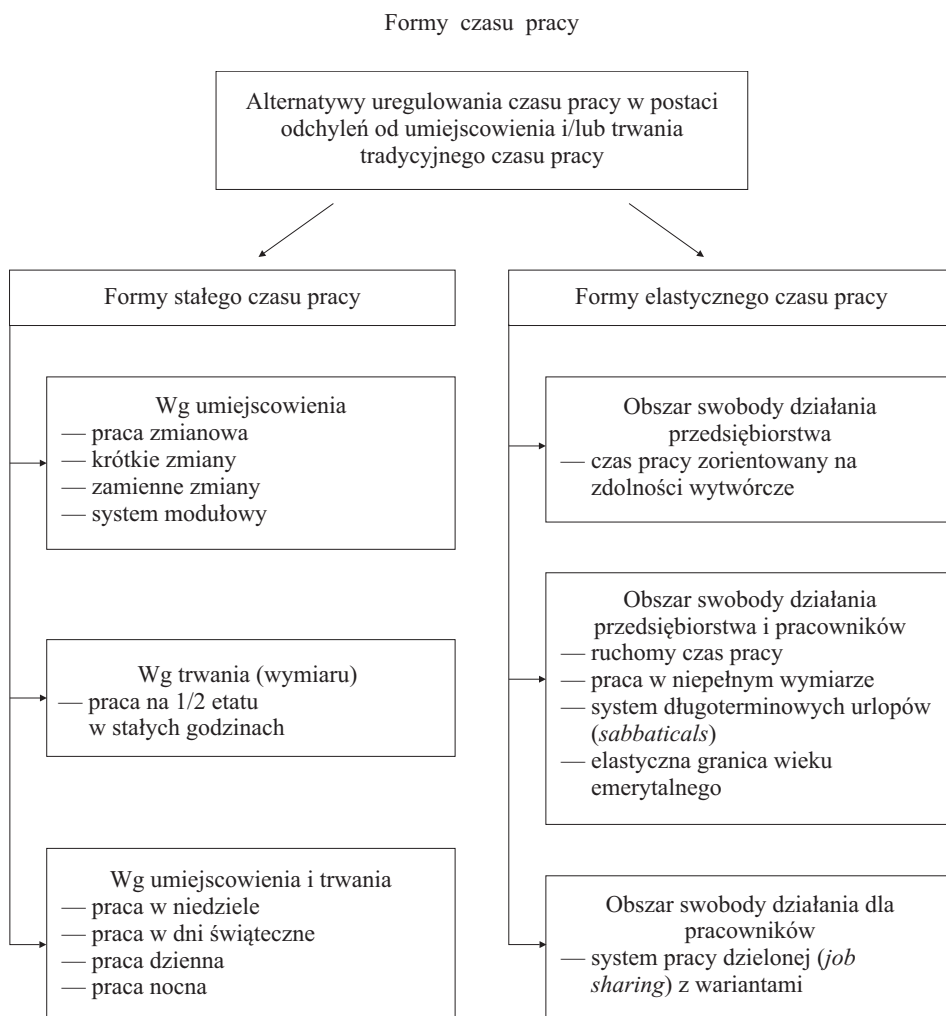 Formy czasu pracy
Alternatywy uregulowania czasu pracy w postaci
odchyleń od umiejscowienia i/lub trwania
tradycyjnego czasu pracy
Formy stałego czasu pracy
Wg umiejscowienia
— praca zmianowa
— krótkie zmiany
— zamienne zmiany
— system modułowy
Wg trwania (wymiaru)
— praca na 1/2 etatu
w stałych godzinach
Wg umiejscowienia i trwania
— praca w niedziele
— praca w dni świąteczne
— praca dzienna
— praca nocna
Formy elastycznego czasu pracy
Obszar swobody działania
przedsiębiorstwa
— czas pracy zorientowany na
zdolności wytwórcze
Obszar swobody działania
przedsiębiorstwa i pracowników
— ruchomy czas pracy
— praca w niepełnym wymiarze
— system długoterminowych urlopów
(sabbaticals)
— elastyczna granica wieku
emerytalnego
Obszar swobody działania dla
pracowników
— system pracy dzielonej (job
sharing) z wariantami